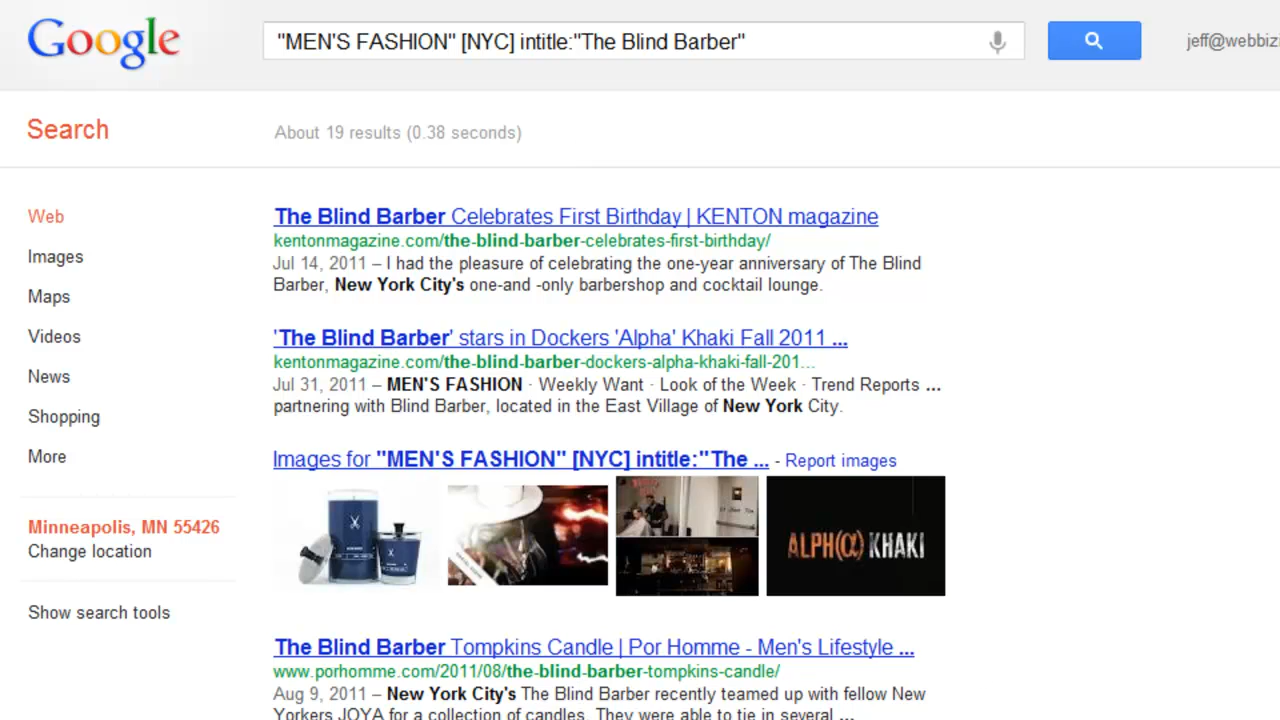 Google
"MEN'S FASHION" [NYC] intitle:"The Blind Barber"
jeff@webbizi
Search
About 19 results (0.38 seconds)
Web
Images
Maps
Videos
News
Shopping
More
Minneapolis, MN 55426
Change location
Show search tools
The Blind Barber Celebrates First Birthday | KENTON magazine
kentonmagazine.com/the-blind-barber-celebrates-first-birthday/
Jul 14, 2011 – I had the pleasure of celebrating the one-year anniversary of The Blind
Barber, New York City's one-and -only barbershop and cocktail lounge.
'The Blind Barber' stars in Dockers 'Alpha' Khaki Fall 2011 ...
kentonmagazine.com/the-blind-barber-dockers-alpha-khaki-fall-201...
Jul 31, 2011 – MEN'S FASHION · Weekly Want · Look of the Week · Trend Reports ...
partnering with Blind Barber, located in the East Village of New York City.
Images for "MEN'S FASHION" [NYC] intitle:"The ... - Report images
ALPH(α) KHAKI
The Blind Barber Tompkins Candle | Por Homme - Men's Lifestyle ...
www.porhomme.com/2011/08/the-blind-barber-tompkins-candle/
Aug 9, 2011 – New York City's The Blind Barber recently teamed up with fellow New
Yorkers JOYA for a collection of candles. They were able to tie in several ...